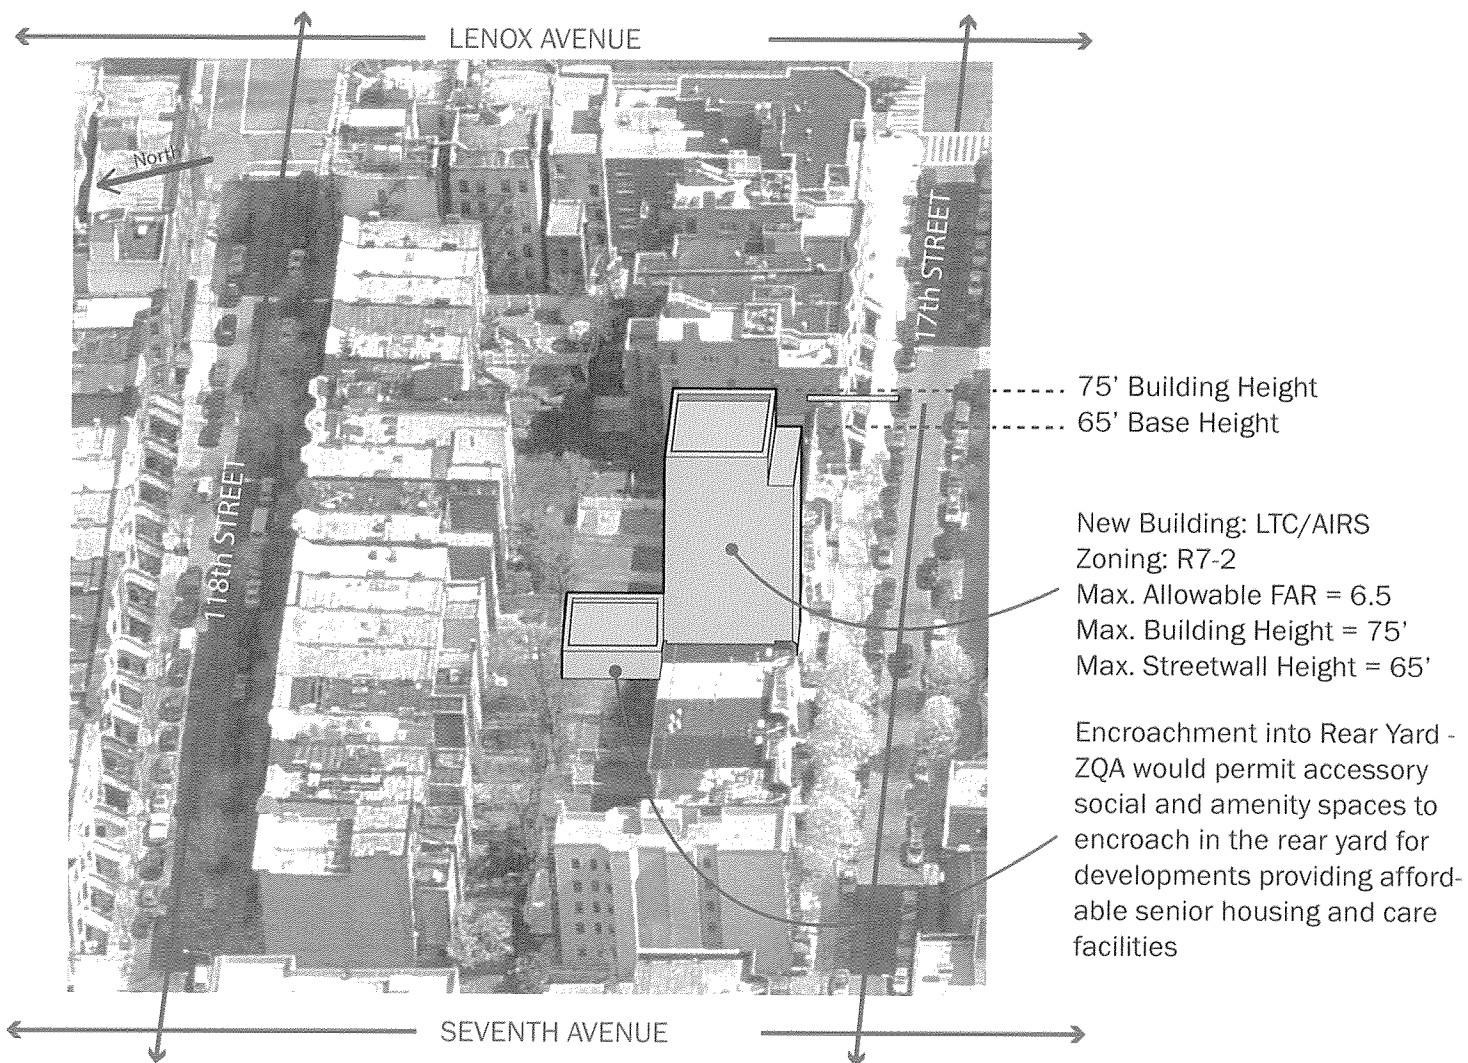 LENOX AVENUE
North
117th STREET
75’ Building Height
65’ Base Height
118th STREET
New Building: LTC/AIRS
Zoning: R7-2
Max. Allowable FAR = 6.5
Max. Building Height = 75’
Max. Streetwall Height = 65’
Encroachment into Rear Yard -
ZQA would permit accessory
social and amenity spaces to
encroach in the rear yard for
developments providing afford-
able senior housing and care
facilities
SEVENTH AVENUE